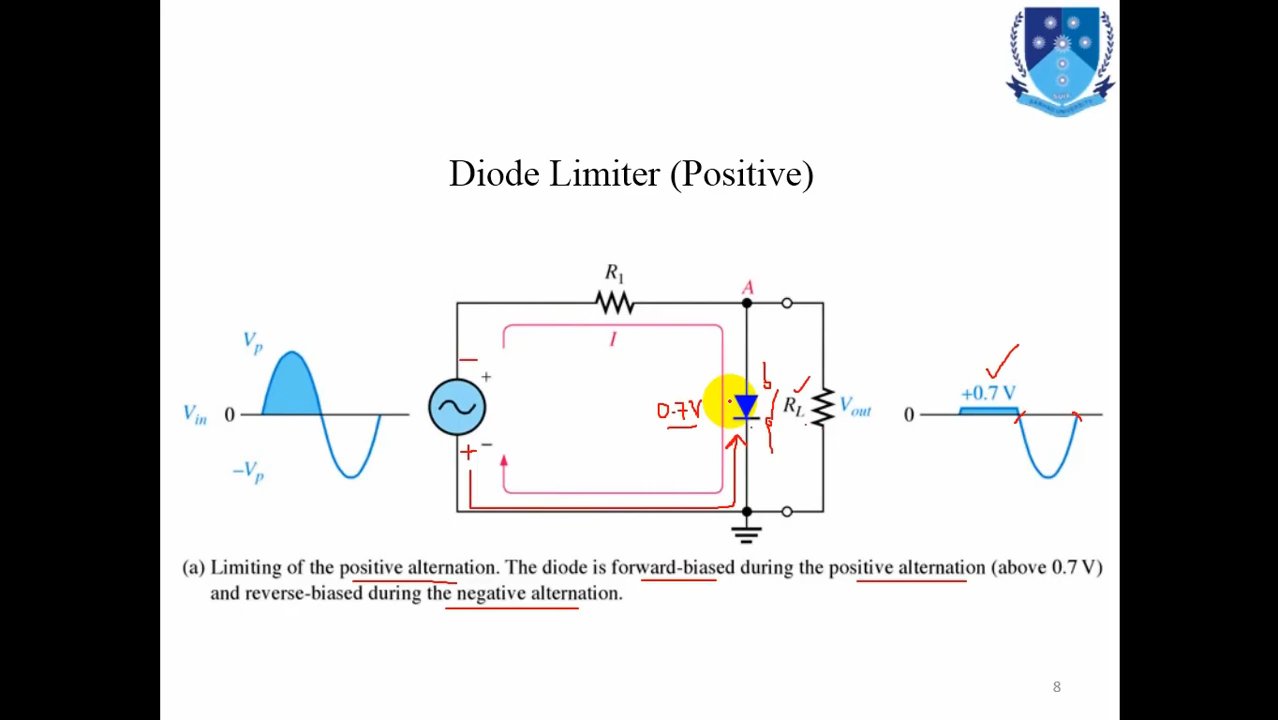 Diode Limiter (Positive)
R1
A
Vp
I
+
−
0.7V
RL
Vout
+0.7 V
Vin
0
0
−Vp
+
−
(a) Limiting of the positive alternation. The diode is forward-biased during the positive alternation (above 0.7 V)
and reverse-biased during the negative alternation.
8